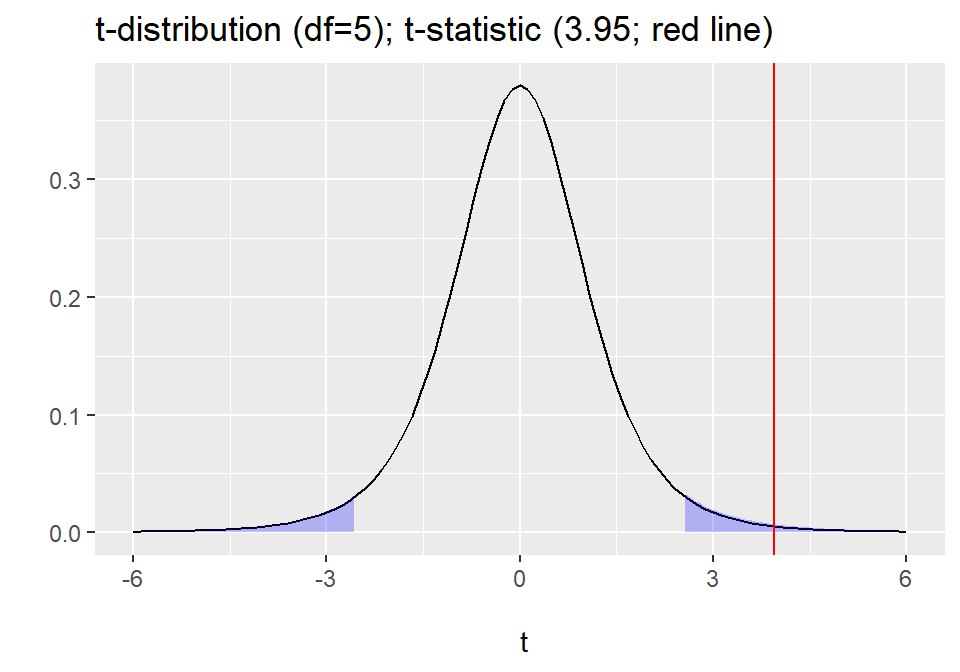 t-distribution (df=5); t-statistic (3.95; red line)
0.3
0.2
0.1
0.0
-6 -3 0 3 6
t